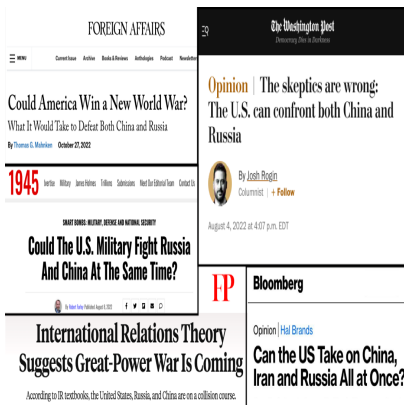 FOREIGN AFFAIRS
MENU Current Issue Archive Books & Reviews Anthologies Podcast Newsletters
Could America Win a New World War?
What It Would Take to Defeat Both China and Russia
By Thomas G. Mahnken October 27, 2022
The Washington Post
Democracy Dies in Darkness
Opinion | The skeptics are wrong:
The U.S. can confront both China and
Russia
By Josh Rogin
Columnist | + Follow
August 4, 2022 at 4:07 p.m. EDT
1945
Military James Holmes Trillions Submissions Meet Our Editorial Team Contact Us
SMART BOMBS: MILITARY, DEFENSE AND NATIONAL SECURITY
Could The U.S. Military Fight Russia
And China At The Same Time?
By Robert Farley Published August
FP
International Relations Theory
Suggests Great-Power War Is Coming
According to IR textbooks, the United States, Russia, and China are on a collision course.
Bloomberg
Opinion | Hal Brands
Can the US Take on China,
Iran and Russia All at Once?